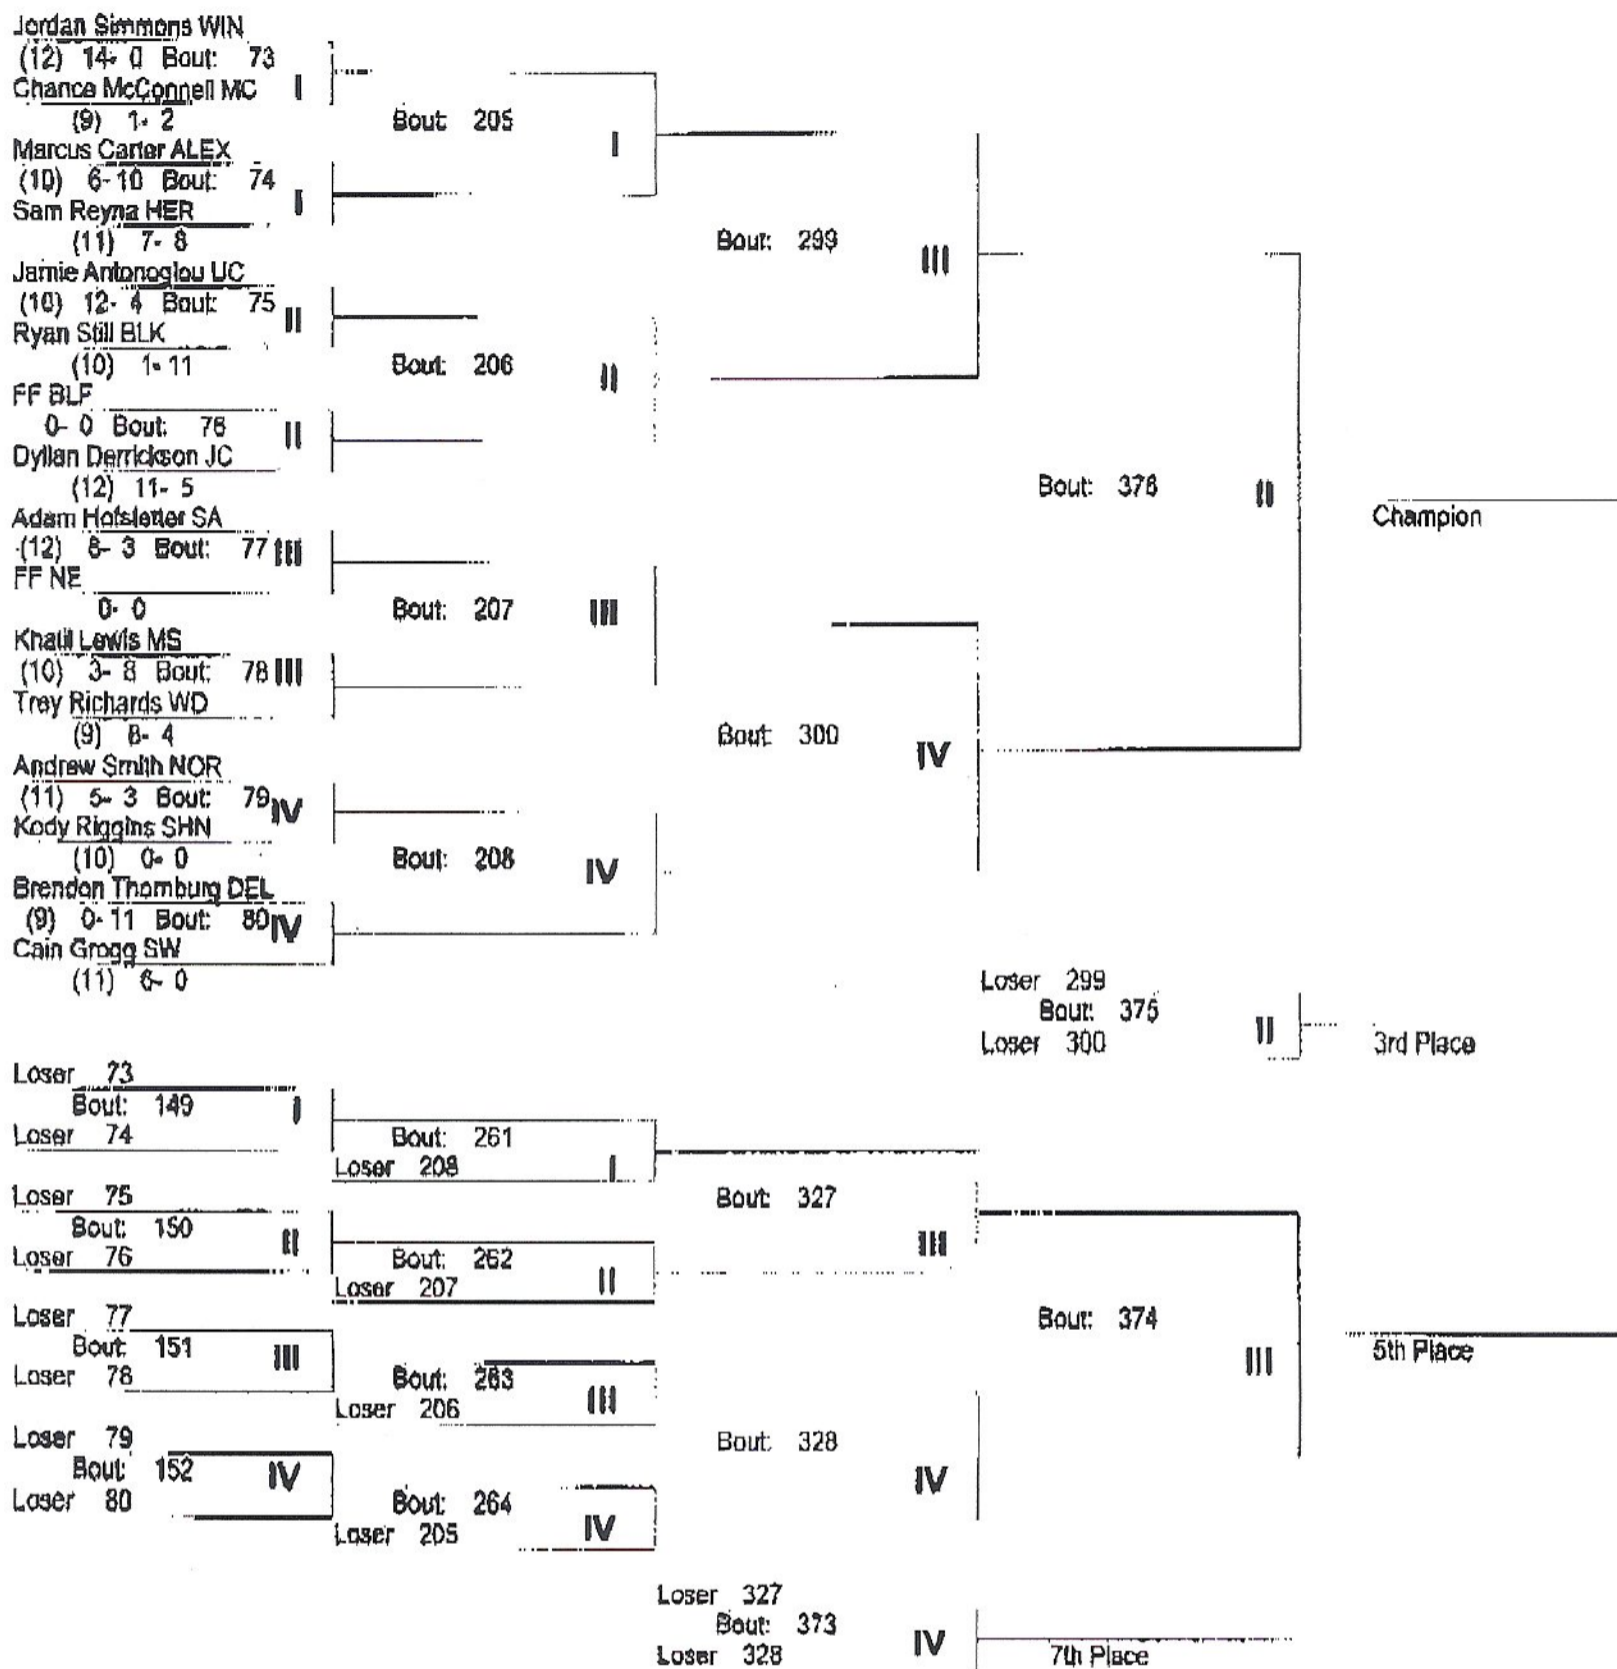 Jordan Simmons WIN
(12) 14- 0 Bout: 73
I
Chance McConnell MC
(9) 1- 2
Bout: 205
I
Marcus Carter ALEX
(10) 6-10 Bout: 74
I
Sam Reyna HER
(11) 7- 8
Bout: 299
III
Jamie Antonoglou UC
(10) 12- 4 Bout: 75
II
Ryan Still BLK
(10) 1-11
Bout: 206
II
FF BLF
0- 0 Bout: 76
II
Dyllan Derrickson JC
(12) 11- 5
Bout: 376
II
Champion
Adam Hofstetter SA
(12) 8- 3 Bout: 77
III
FF NE
0- 0
Bout: 207
III
Khalil Lewis MS
(10) 3- 8 Bout: 78
III
Trey Richards WD
(9) 8- 4
Bout: 300
IV
Andrew Smith NOR
(11) 5- 3 Bout: 79
IV
Kody Riggins SHN
(10) 0- 0
Bout: 208
IV
Brendon Thornburg DEL
(9) 0-11 Bout: 80
IV
Cain Grogg SW
(11) 6- 0
Loser 299
Bout: 375
II
Loser 300
3rd Place
Loser 73
Bout: 149
I
Loser 74
Bout: 261
Loser 208
I
Loser 75
Bout: 150
II
Loser 76
Bout: 327
III
Bout: 262
Loser 207
II
Loser 77
Bout: 151
III
Loser 78
Bout: 374
III
5th Place
Bout: 263
Loser 206
III
Loser 79
Bout: 152
IV
Loser 80
Bout: 328
IV
Bout: 264
Loser 205
IV
Loser 327
Bout: 373
IV
Loser 328
7th Place